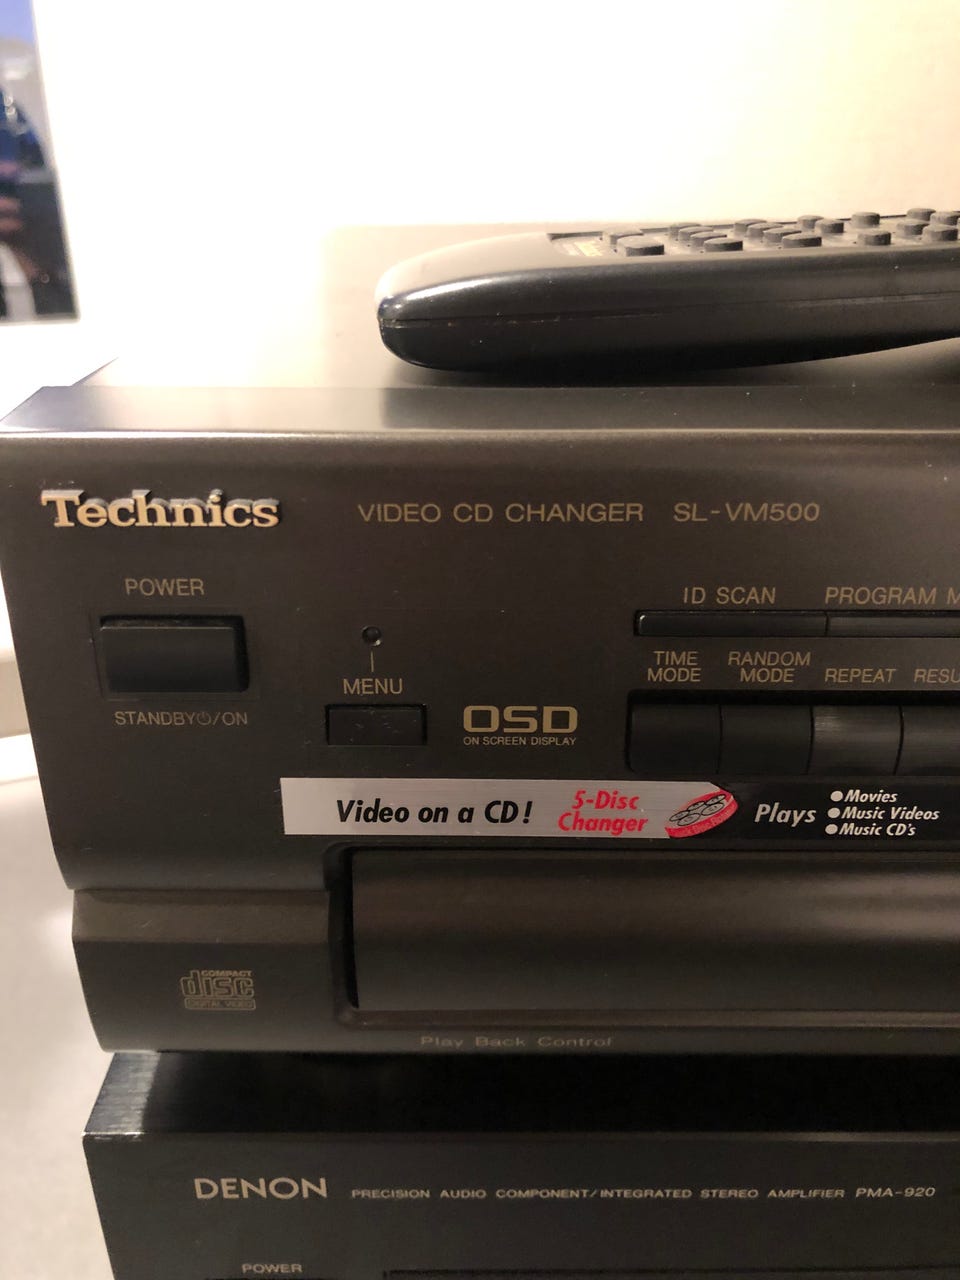 Technics
VIDEO CD CHANGER SL-VM500
POWER
STANDBY⏻/ON
MENU
OSD
ON SCREEN DISPLAY
ID SCAN
PROGRAM M
TIME MODE
RANDOM MODE
REPEAT
RESU
Video on a CD!
5-Disc
Changer
Plays
●Movies
●Music Videos
●Music CD's
COMPACT
disc
DIGITAL VIDEO
Play Back Control
DENON
PRECISION AUDIO COMPONENT/INTEGRATED STEREO AMPLIFIER PMA-920
POWER